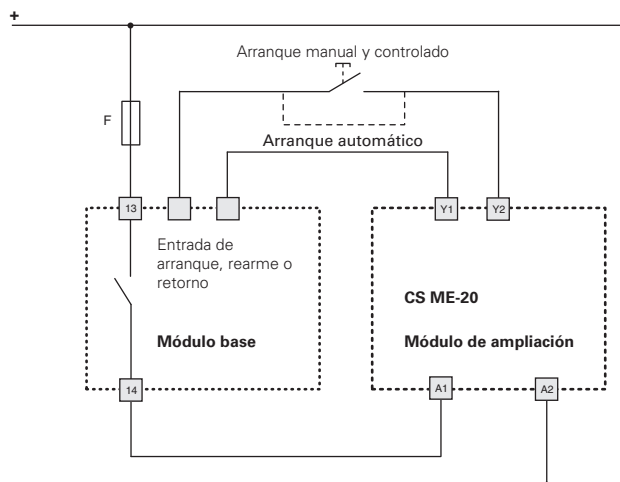 +
Arranque manual y controlado
F
Arranque automático
13
Y1
Y2
Entrada de
arranque, rearme o
retorno
CS ME-20
Módulo base
Módulo de ampliación
14
A1
A2